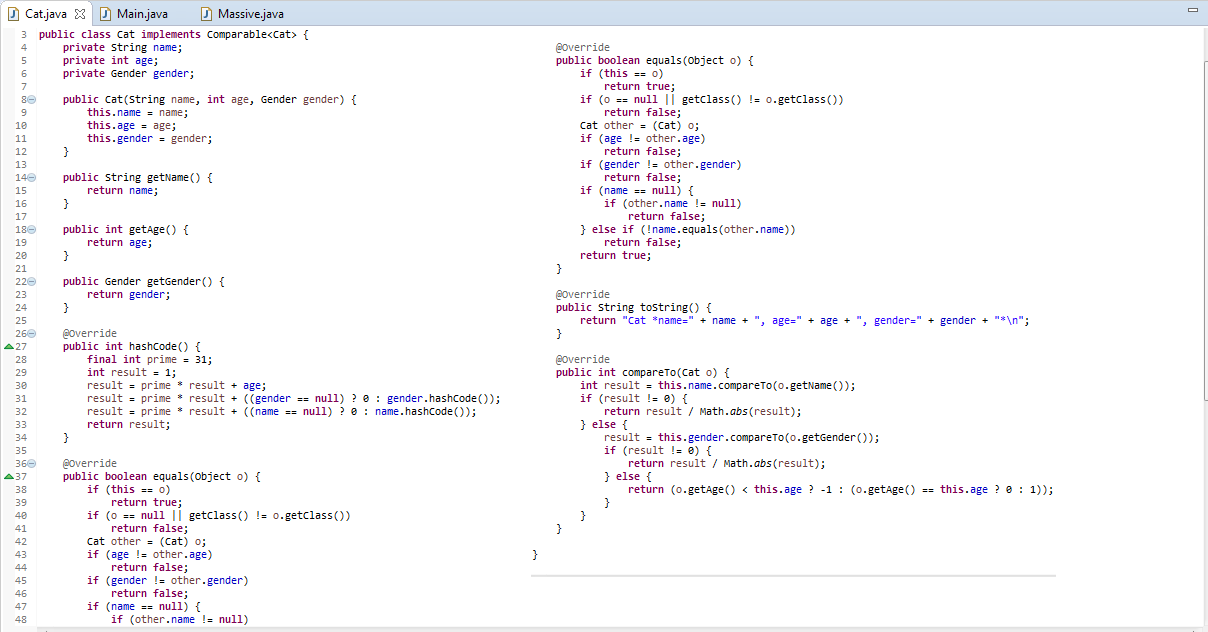 Cat.java Main.java Massive.java
3 public class Cat implements Comparable<Cat> {
4     private String name;
5     private int age;
6     private Gender gender;
7
8     public Cat(String name, int age, Gender gender) {
9         this.name = name;
10         this.age = age;
11         this.gender = gender;
12     }
13
14     public String getName() {
15         return name;
16     }
17
18     public int getAge() {
19         return age;
20     }
21
22     public Gender getGender() {
23         return gender;
24     }
25
26     @Override
27     public int hashCode() {
28         final int prime = 31;
29         int result = 1;
30         result = prime * result + age;
31         result = prime * result + ((gender == null) ? 0 : gender.hashCode());
32         result = prime * result + ((name == null) ? 0 : name.hashCode());
33         return result;
34     }
35
36     @Override
37     public boolean equals(Object o) {
38         if (this == o)
39             return true;
40         if (o == null || getClass() != o.getClass())
41             return false;
42         Cat other = (Cat) o;
43         if (age != other.age)
44             return false;
45         if (gender != other.gender)
46             return false;
47         if (name == null) {
48             if (other.name != null)
    @Override
    public boolean equals(Object o) {
        if (this == o)
            return true;
        if (o == null || getClass() != o.getClass())
            return false;
        Cat other = (Cat) o;
        if (age != other.age)
            return false;
        if (gender != other.gender)
            return false;
        if (name == null) {
            if (other.name != null)
                return false;
        } else if (!name.equals(other.name))
            return false;
        return true;
    }
    @Override
    public String toString() {
        return "Cat *name=" + name + ", age=" + age + ", gender=" + gender + "*\n";
    }
    @Override
    public int compareTo(Cat o) {
        int result = this.name.compareTo(o.getName());
        if (result != 0) {
            return result / Math.abs(result);
        } else {
            result = this.gender.compareTo(o.getGender());
            if (result != 0) {
                return result / Math.abs(result);
            } else {
                return (o.getAge() < this.age ? -1 : (o.getAge() == this.age ? 0 : 1));
            }
        }
    }
}